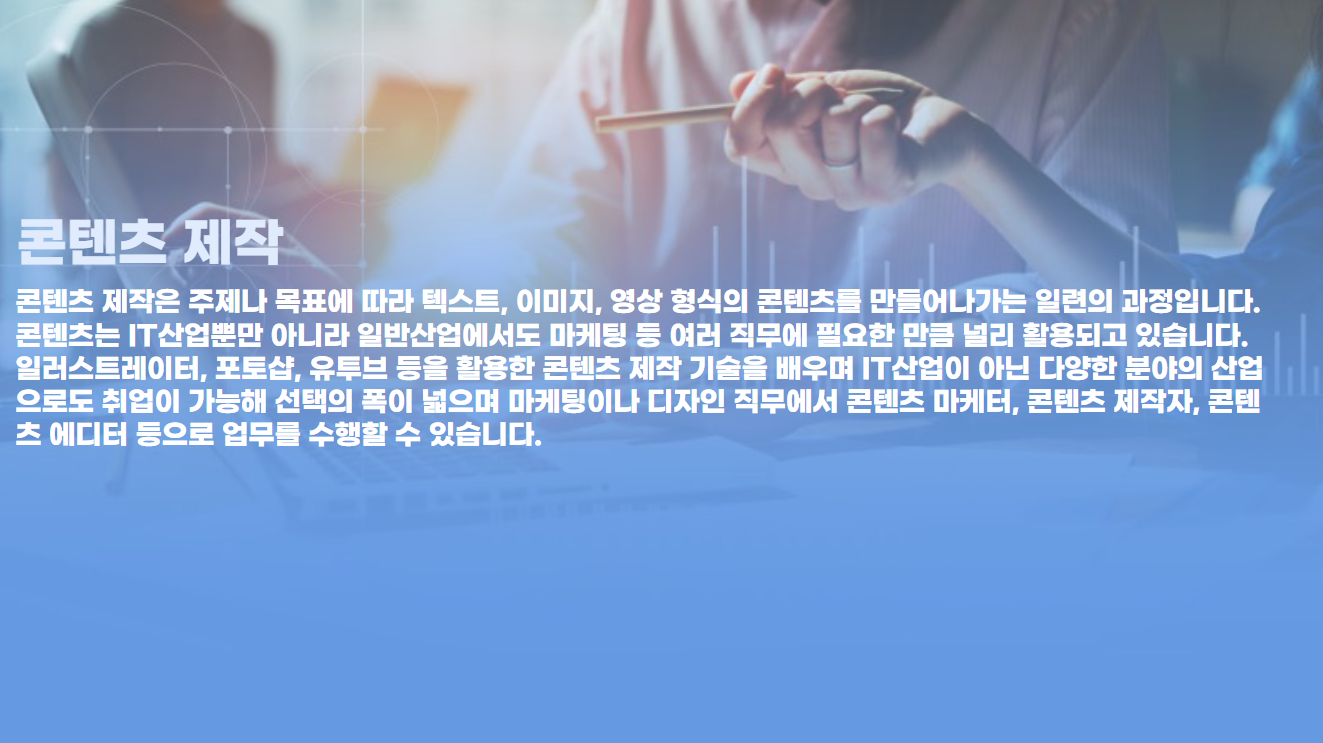 콘텐츠 제작
콘텐츠 제작은 주제나 목표에 따라 텍스트, 이미지, 영상 형식의 콘텐츠를 만들어나가는 일련의 과정입니다.
콘텐츠는 IT산업뿐만 아니라 일반산업에서도 마케팅 등 여러 직무에 필요한 만큼 널리 활용되고 있습니다.
일러스트레이터, 포토샵, 유투브 등을 활용한 콘텐츠 제작 기술을 배우며 IT산업이 아닌 다양한 분야의 산업
으로도 취업이 가능해 선택의 폭이 넓으며 마케팅이나 디자인 직무에서 콘텐츠 마케터, 콘텐츠 제작자, 콘텐
츠 에디터 등으로 업무를 수행할 수 있습니다.